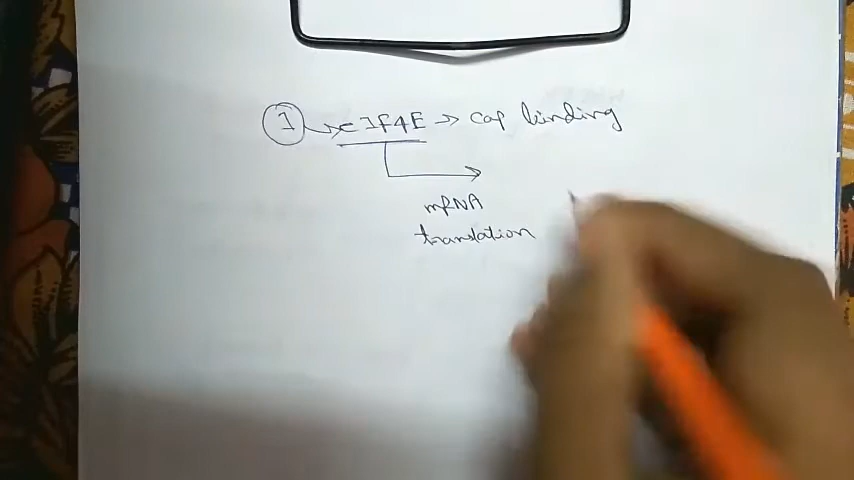 1 → eIF4E → cap binding
mRNA
translation